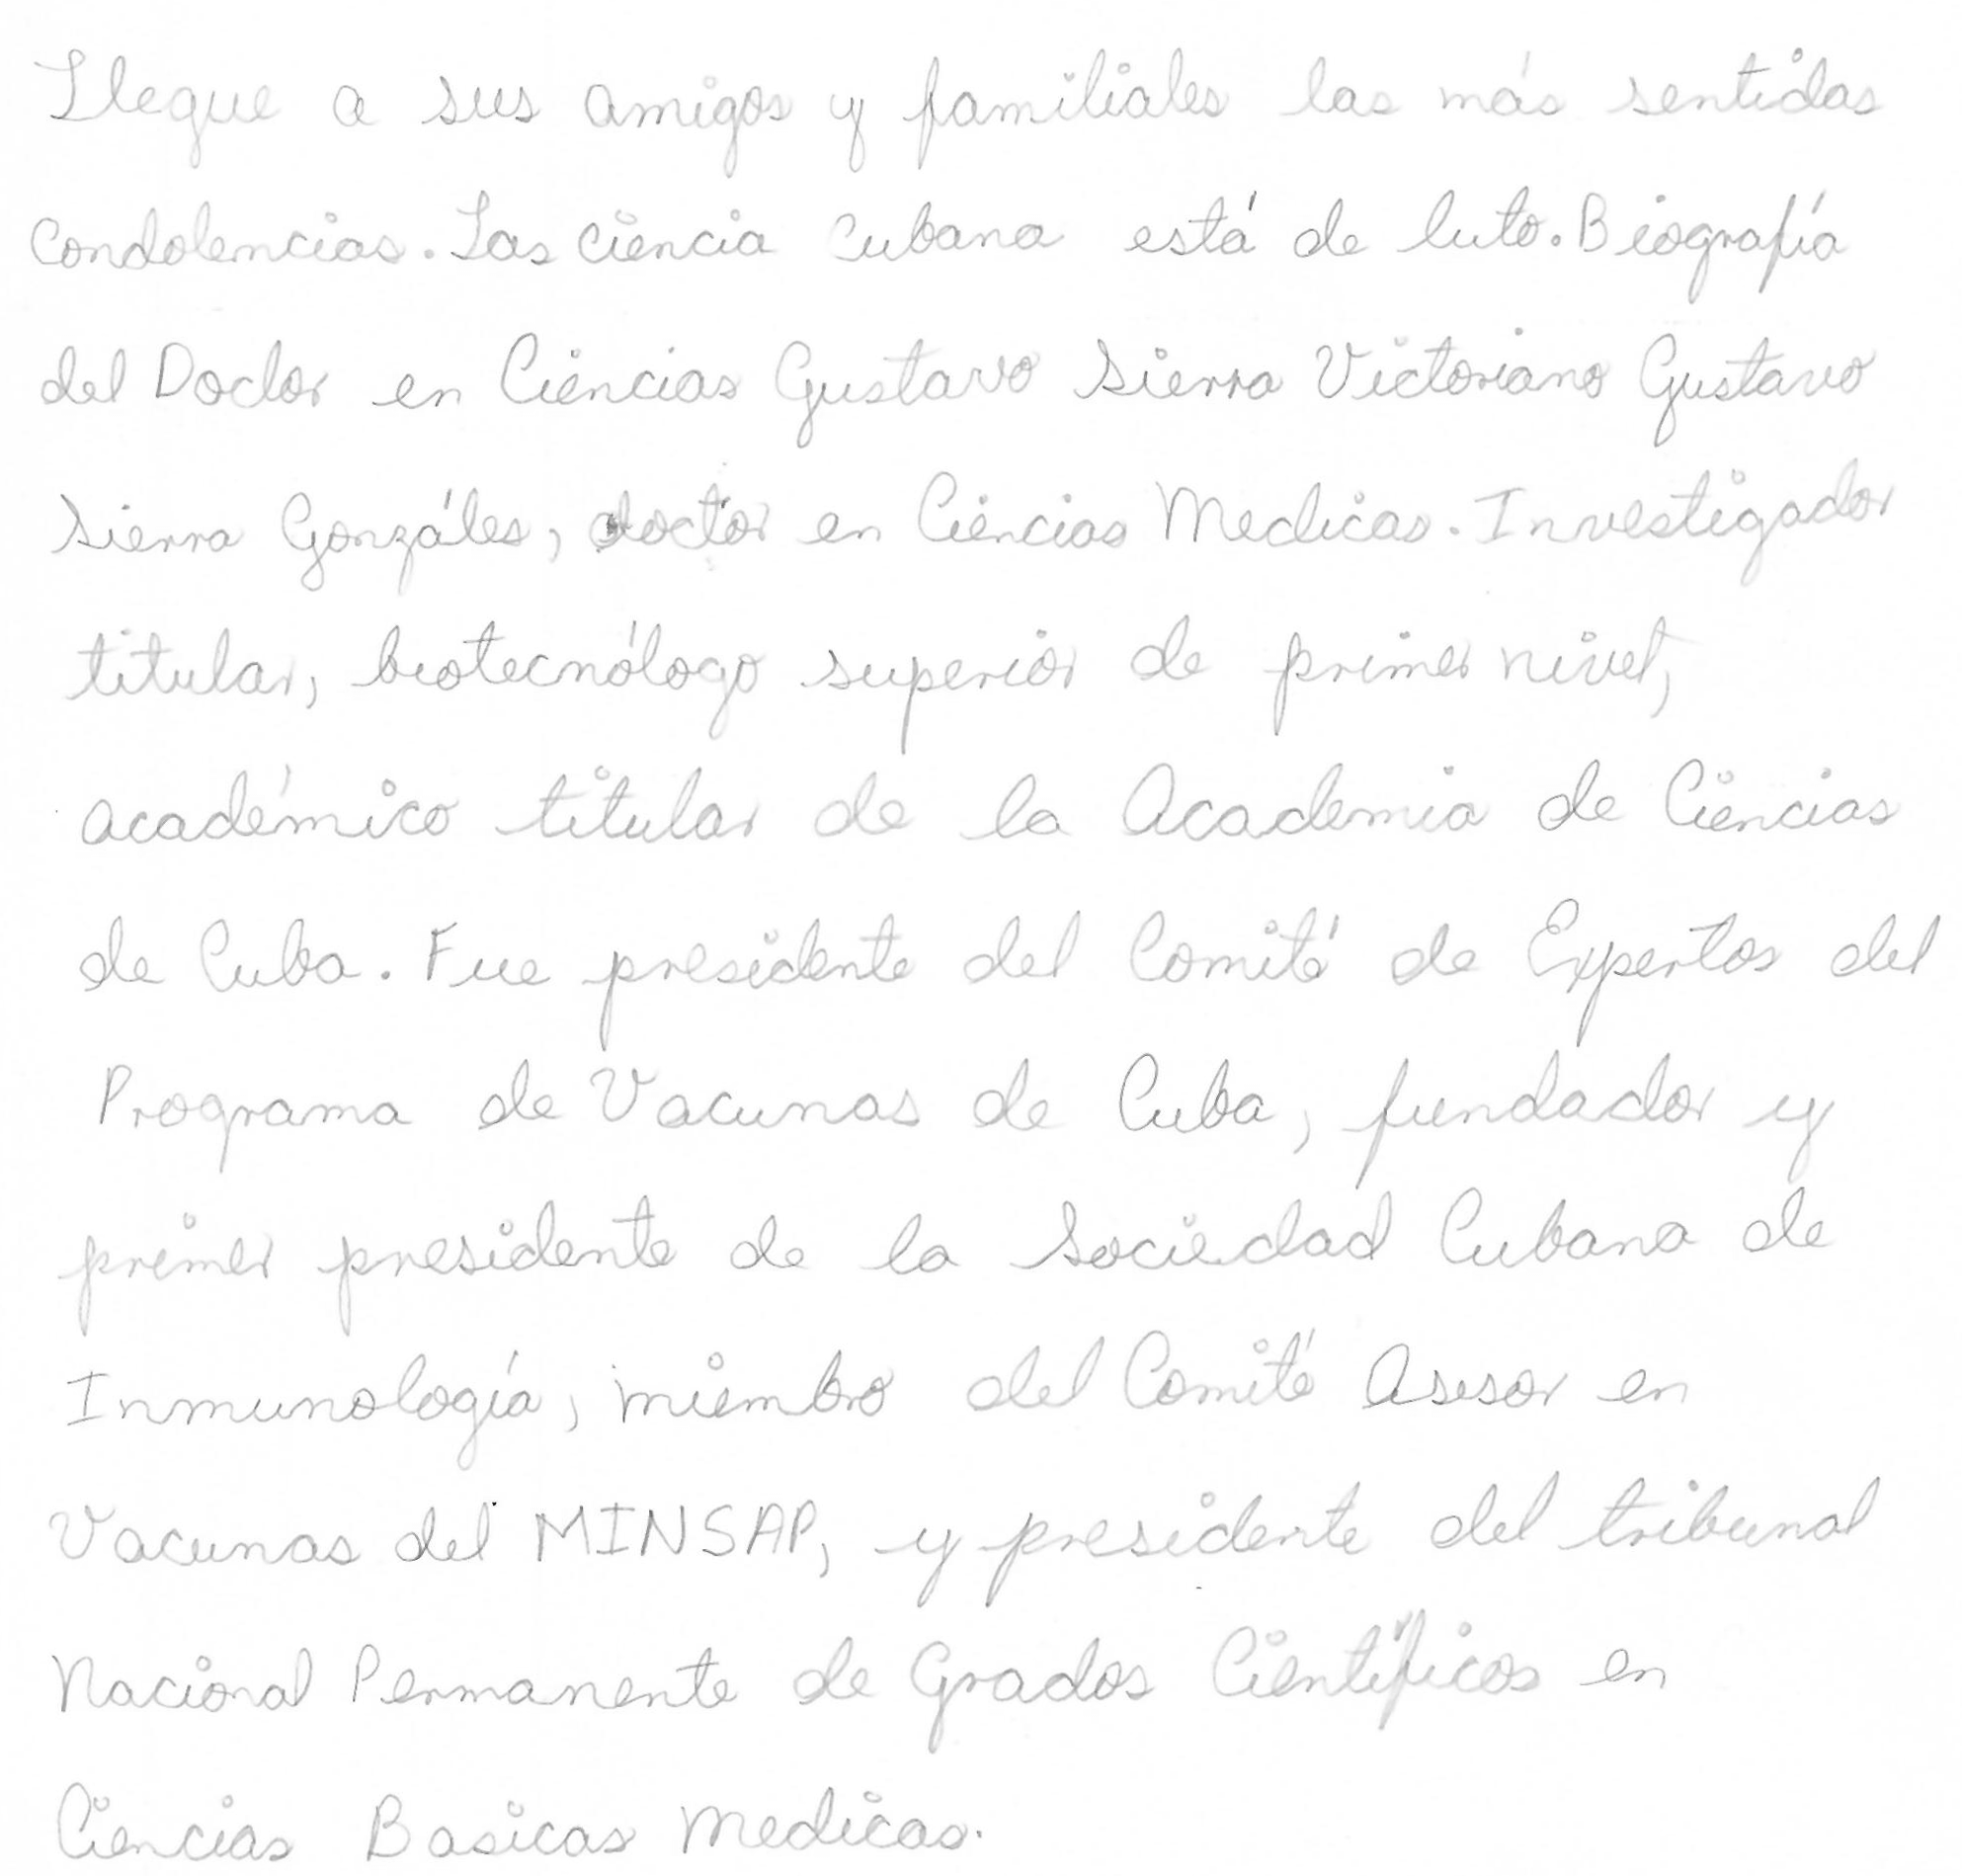 Llegue a sus amigos y familiales las más sentidas
condolencias. Las ciencia cubana está de luto. Biografía
del Doctor en Ciencias Gustavo Sierra Victoriano Gustavo
Sierra Gonzáles, doctor en Ciencias Medicas. Investigador
titular, biotecnólogo superior de primer nivel,
académico titular de la Academia de Ciencias
de Cuba. Fue presidente del Comité de Expertos del
Programa de Vacunas de Cuba, fundador y
primer presidente de la Sociedad Cubana de
Inmunología, miembro del Comité Asesor en
Vacunas del MINSAP, y presidente del tribunal
Nacional Permanente de Grados Científicos en
Ciencias Basicas Medicas.